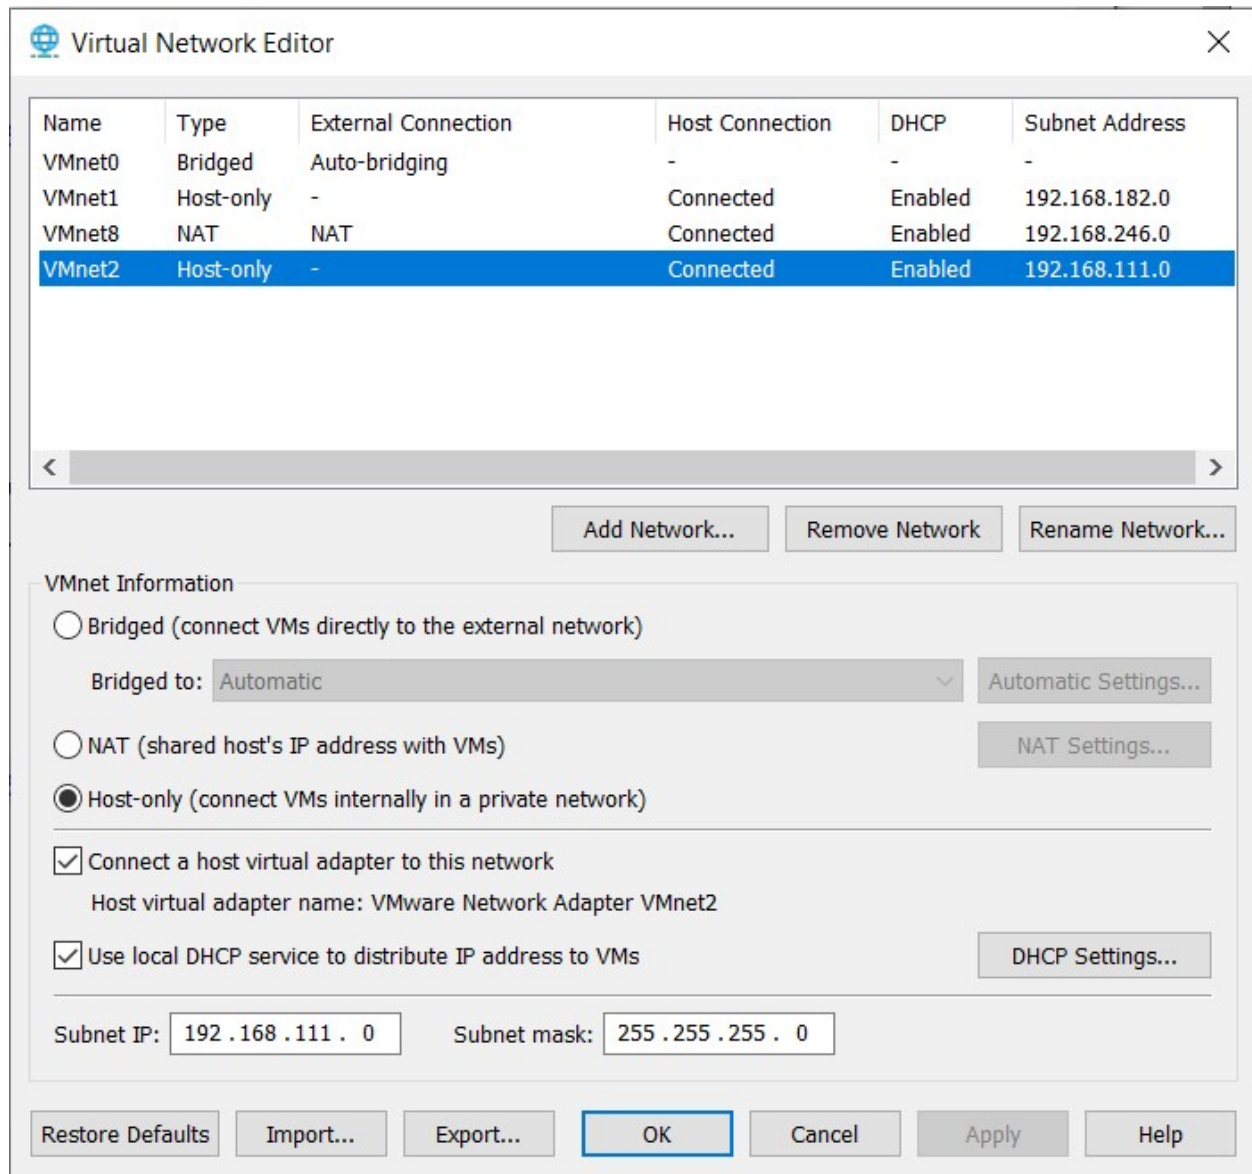 Virtual Network Editor
Name Type External Connection Host Connection DHCP Subnet Address
VMnet0 Bridged Auto-bridging - - -
VMnet1 Host-only - Connected Enabled 192.168.182.0
VMnet8 NAT NAT Connected Enabled 192.168.246.0
VMnet2 Host-only - Connected Enabled 192.168.111.0
Add Network... Remove Network Rename Network...
VMnet Information
Bridged (connect VMs directly to the external network)
Bridged to: Automatic Automatic Settings...
NAT (shared host's IP address with VMs) NAT Settings...
Host-only (connect VMs internally in a private network)
Connect a host virtual adapter to this network
Host virtual adapter name: VMware Network Adapter VMnet2
Use local DHCP service to distribute IP address to VMs DHCP Settings...
Subnet IP: 192 . 168 . 111 . 0 Subnet mask: 255 . 255 . 255 . 0
Restore Defaults Import... Export... OK Cancel Apply Help